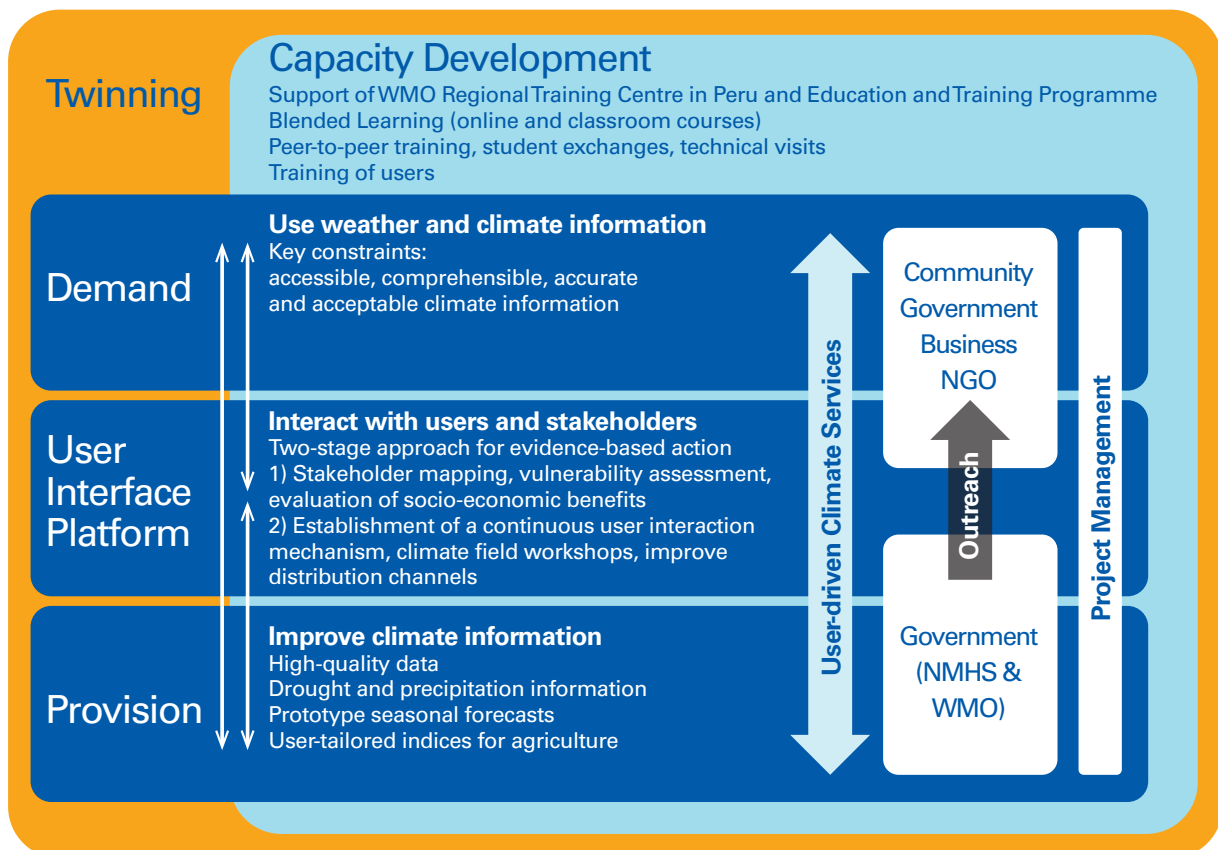 Twinning
Capacity Development
Support of WMO Regional Training Centre in Peru and Education and Training Programme
Blended Learning (online and classroom courses)
Peer-to-peer training, student exchanges, technical visits
Training of users
Demand
Use weather and climate information
Key constraints:
accessible, comprehensible, accurate
and acceptable climate information
User
Interface
Platform
Interact with users and stakeholders
Two-stage approach for evidence-based action
1) Stakeholder mapping, vulnerability assessment,
evaluation of socio-economic benefits
2) Establishment of a continuous user interaction
mechanism, climate field workshops, improve
distribution channels
Provision
Improve climate information
High-quality data
Drought and precipitation information
Prototype seasonal forecasts
User-tailored indices for agriculture
User-driven Climate Services
Community
Government
Business
NGO
Outreach
Government
(NMHS &
WMO)
Project Management